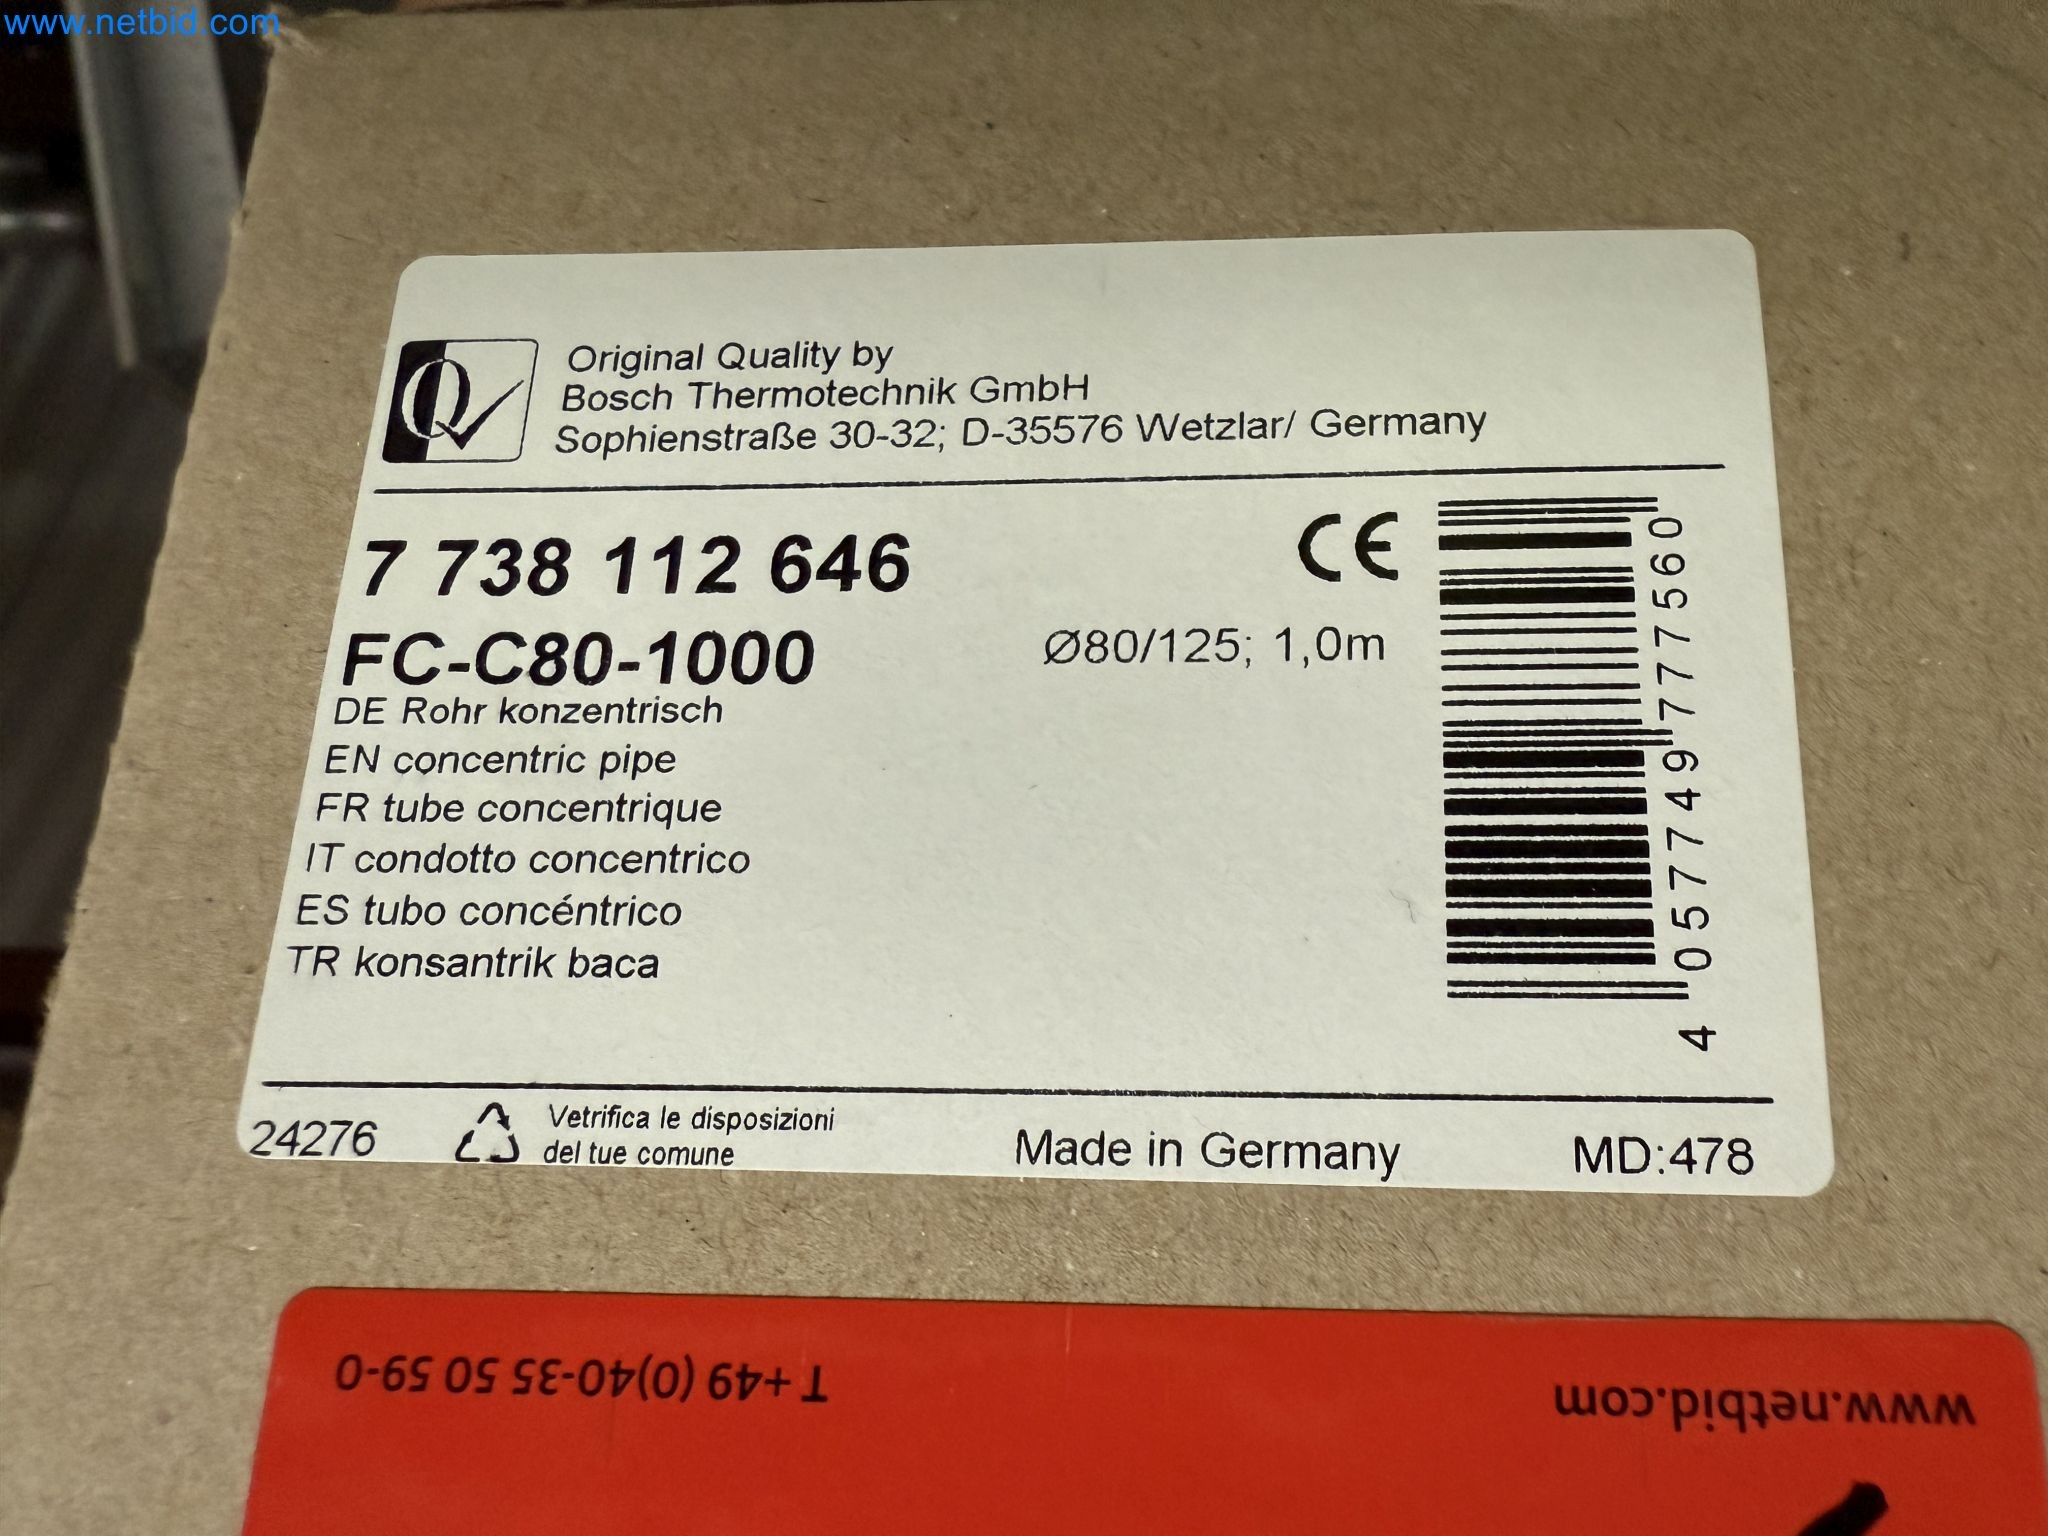 www.netbid.com
Original Quality by
Bosch Thermotechnik GmbH
Sophienstraße 30-32; D-35576 Wetzlar/ Germany
7 738 112 646
CE
FC-C80-1000
Ø80/125; 1,0m
DE Rohr konzentrisch
EN concentric pipe
FR tube concentrique
IT condotto concentrico
ES tubo concéntrico
TR konsantrik baca
4 057749 777560
24276
Vetrifica le disposizioni
del tue comune
Made in Germany
MD:478
T +49 (0)40-35 50 59-0
www.netbid.com